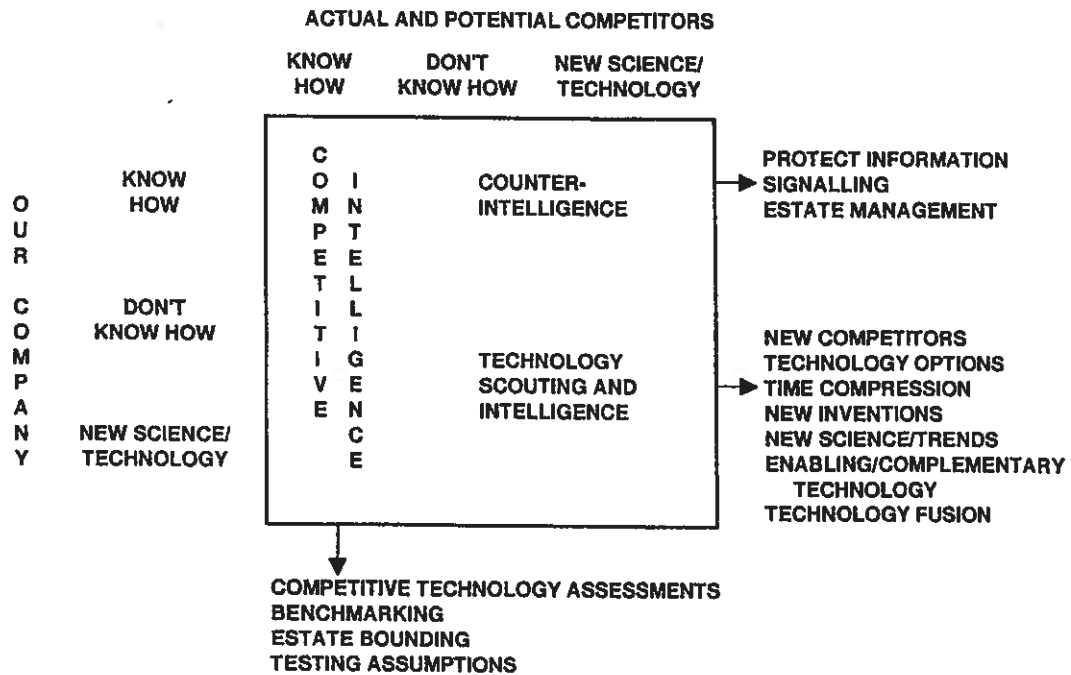 ACTUAL AND POTENTIAL COMPETITORS
KNOW HOW
DON'T KNOW HOW
NEW SCIENCE/ TECHNOLOGY
OUR COMPANY
KNOW HOW
DON'T KNOW HOW
NEW SCIENCE/ TECHNOLOGY
COMPETITIVE
INTELLIGENCE
COUNTER-
INTELLIGENCE
TECHNOLOGY
SCOUTING AND
INTELLIGENCE
PROTECT INFORMATION
SIGNALLING
ESTATE MANAGEMENT
NEW COMPETITORS
TECHNOLOGY OPTIONS
TIME COMPRESSION
NEW INVENTIONS
NEW SCIENCE/TRENDS
ENABLING/COMPLEMENTARY
TECHNOLOGY
TECHNOLOGY FUSION
COMPETITIVE TECHNOLOGY ASSESSMENTS
BENCHMARKING
ESTATE BOUNDING
TESTING ASSUMPTIONS